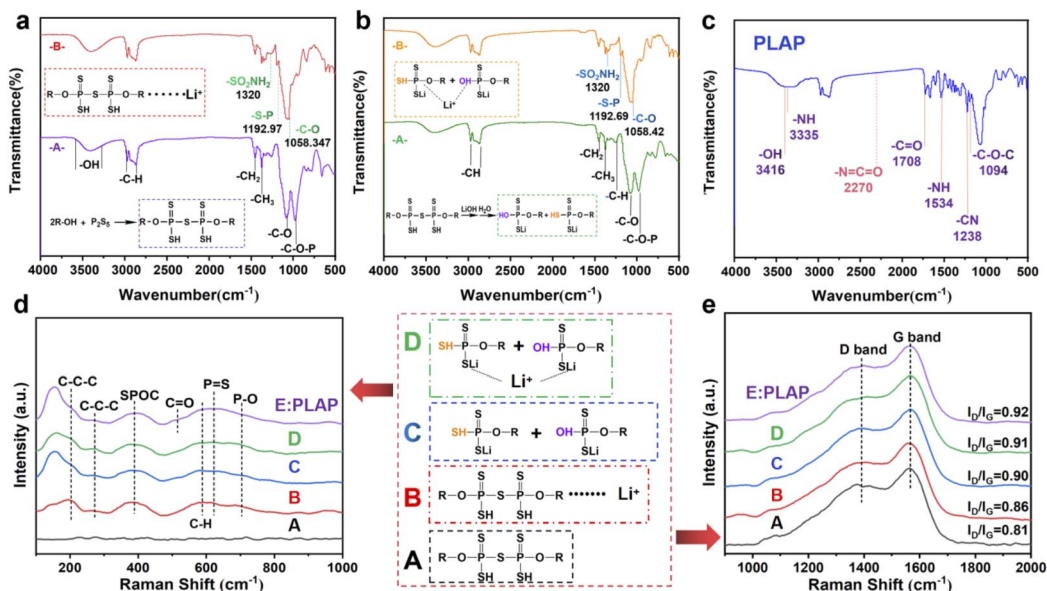 a
-B-
S S
R—O—P—S—P—O—R ······Li⁺
SH SH
-SO₂NH₂
1320
-S-P
1192.97
-C-O
1058.347
-A-
-OH
-C-H
-CH₂
-CH₃
2R-OH + P₂S₅
S S
R—O—P—S—P—O—R
SH SH
-C-O
-C-O-P
Transmittance(%)
4000 3500 3000 2500 2000 1500 1000 500
Wavenumber(cm⁻¹)
b
-B-
S S
SH—P—O—R + OH—P—O—R
SLi SLi
Li⁺
-SO₂NH₂
1320
-S-P
1192.69
-C-O
1058.42
-A-
-CH
-CH₂
-CH₃
-C-H
-C-O
-C-O-P
S S
R—O—P—S—P—O—R
SH SH
LiOH H₂O
S S
HO—P—O—R + HS—P—O—R
SLi SLi
Transmittance(%)
4000 3500 3000 2500 2000 1500 1000 500
Wavenumber(cm⁻¹)
c
PLAP
-NH
3335
-OH
3416
-N=C=O
2270
-C=O
1708
-NH
1534
-CN
1238
-C-O-C
1094
Transmittance(%)
4000 3500 3000 2500 2000 1500 1000 500
Wavenumber(cm⁻¹)
d
C-C-C
C-C-C
SPOC
C=O
P=S
P-O
C-H
E:PLAP
D
C
B
A
Intensity (a.u.)
200 400 600 800 1000
Raman Shift (cm⁻¹)
D
S S
SH—P—O—R + OH—P—O—R
SLi SLi
Li⁺
C
S S
SH—P—O—R + OH—P—O—R
SLi SLi
B
S S
R—O—P—S—P—O—R ······· Li⁺
SH SH
A
S S
R—O—P—S—P—O—R
SH SH
e
D band
G band
E:PLAP
I_D/I_G=0.92
D
I_D/I_G=0.91
C
I_D/I_G=0.90
B
I_D/I_G=0.86
A
I_D/I_G=0.81
Intensity (a.u.)
1000 1200 1400 1600 1800 2000
Raman Shift (cm⁻¹)